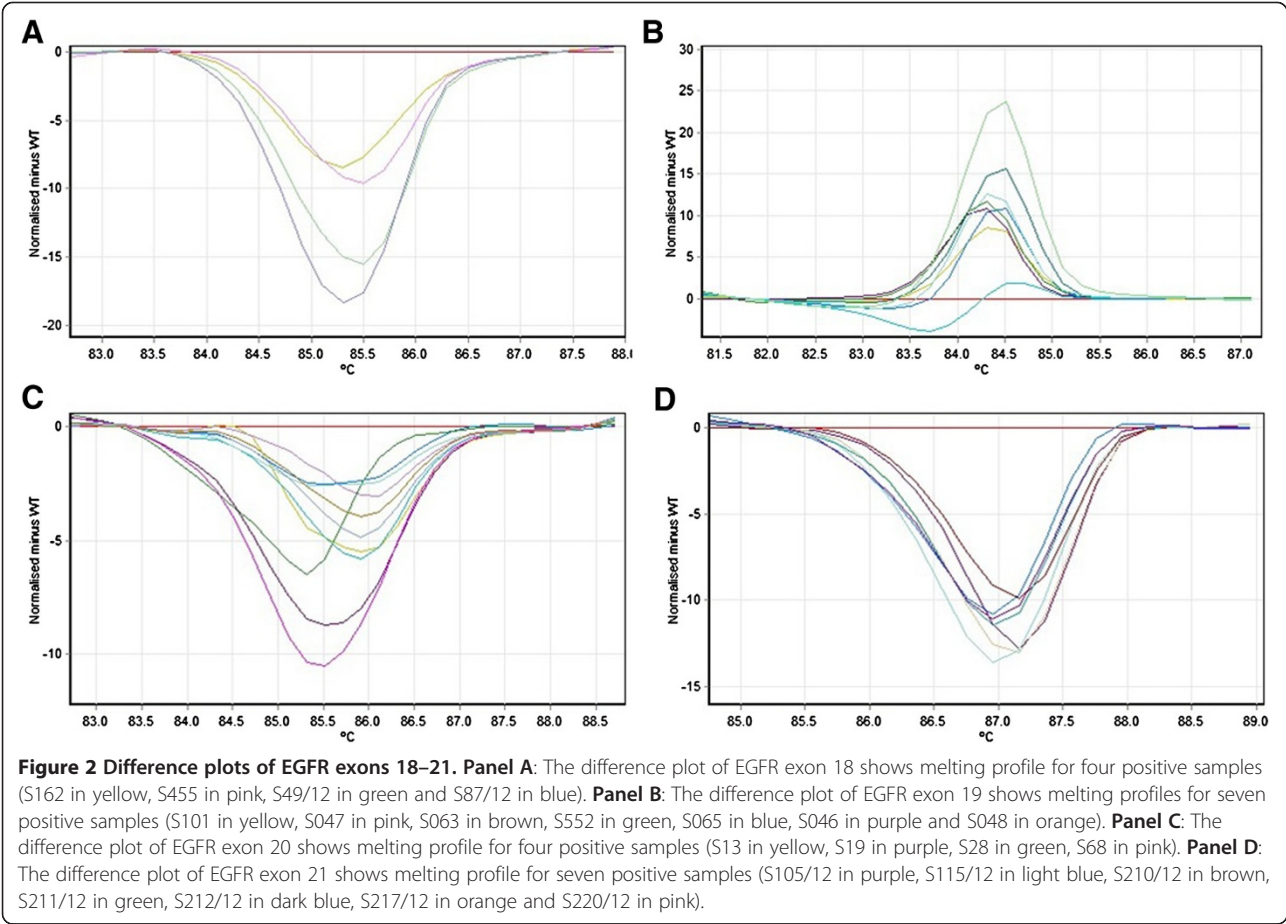 A
Normalised minus WT
0
-5
-10
-15
-20
83.0 83.5 84.0 84.5 85.0 85.5 86.0 86.5 87.0 87.5 88.(
°C
B
Normalised minus WT
30
25
20
15
10
5
0
81.5 82.0 82.5 83.0 83.5 84.0 84.5 85.0 85.5 86.0 86.5 87.0
°C
C
Normalised minus WT
0
-5
-10
83.0 83.5 84.0 84.5 85.0 85.5 86.0 86.5 87.0 87.5 88.0 88.5
°C
D
Normalised minus WT
0
-5
-10
-15
85.0 85.5 86.0 86.5 87.0 87.5 88.0 88.5 89.0
°C
Figure 2 Difference plots of EGFR exons 18–21. Panel A: The difference plot of EGFR exon 18 shows melting profile for four positive samples
(S162 in yellow, S455 in pink, S49/12 in green and S87/12 in blue). Panel B: The difference plot of EGFR exon 19 shows melting profiles for seven
positive samples (S101 in yellow, S047 in pink, S063 in brown, S552 in green, S065 in blue, S046 in purple and S048 in orange). Panel C: The
difference plot of EGFR exon 20 shows melting profile for four positive samples (S13 in yellow, S19 in purple, S28 in green, S68 in pink). Panel D:
The difference plot of EGFR exon 21 shows melting profile for seven positive samples (S105/12 in purple, S115/12 in light blue, S210/12 in brown,
S211/12 in green, S212/12 in dark blue, S217/12 in orange and S220/12 in pink).